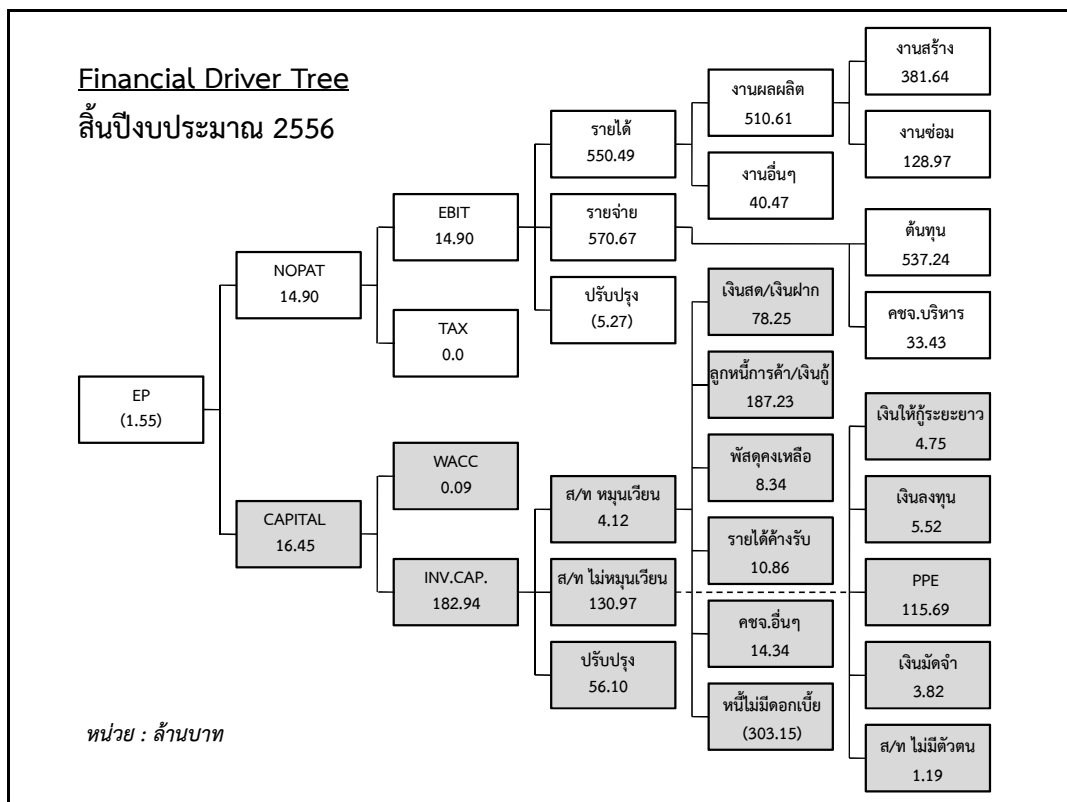 Financial Driver Tree
สิ้นปีงบประมาณ 2556
EP
(1.55)
NOPAT
14.90
CAPITAL
16.45
EBIT
14.90
TAX
0.0
WACC
0.09
INV.CAP.
182.94
รายได้
550.49
รายจ่าย
570.67
ปรับปรุง
(5.27)
ส/ท หมุนเวียน
4.12
ส/ท ไม่หมุนเวียน
130.97
ปรับปรุง
56.10
งานผลผลิต
510.61
งานอื่นๆ
40.47
เงินสด/เงินฝาก
78.25
ลูกหนี้การค้า/เงินกู้
187.23
พัสดุคงเหลือ
8.34
รายได้ค้างรับ
10.86
คชจ.อื่นๆ
14.34
หนี้ไม่มีดอกเบี้ย
(303.15)
งานสร้าง
381.64
งานซ่อม
128.97
ต้นทุน
537.24
คชจ.บริหาร
33.43
เงินให้กู้ระยะยาว
4.75
เงินลงทุน
5.52
PPE
115.69
เงินมัดจำ
3.82
ส/ท ไม่มีตัวตน
1.19
หน่วย : ล้านบาท